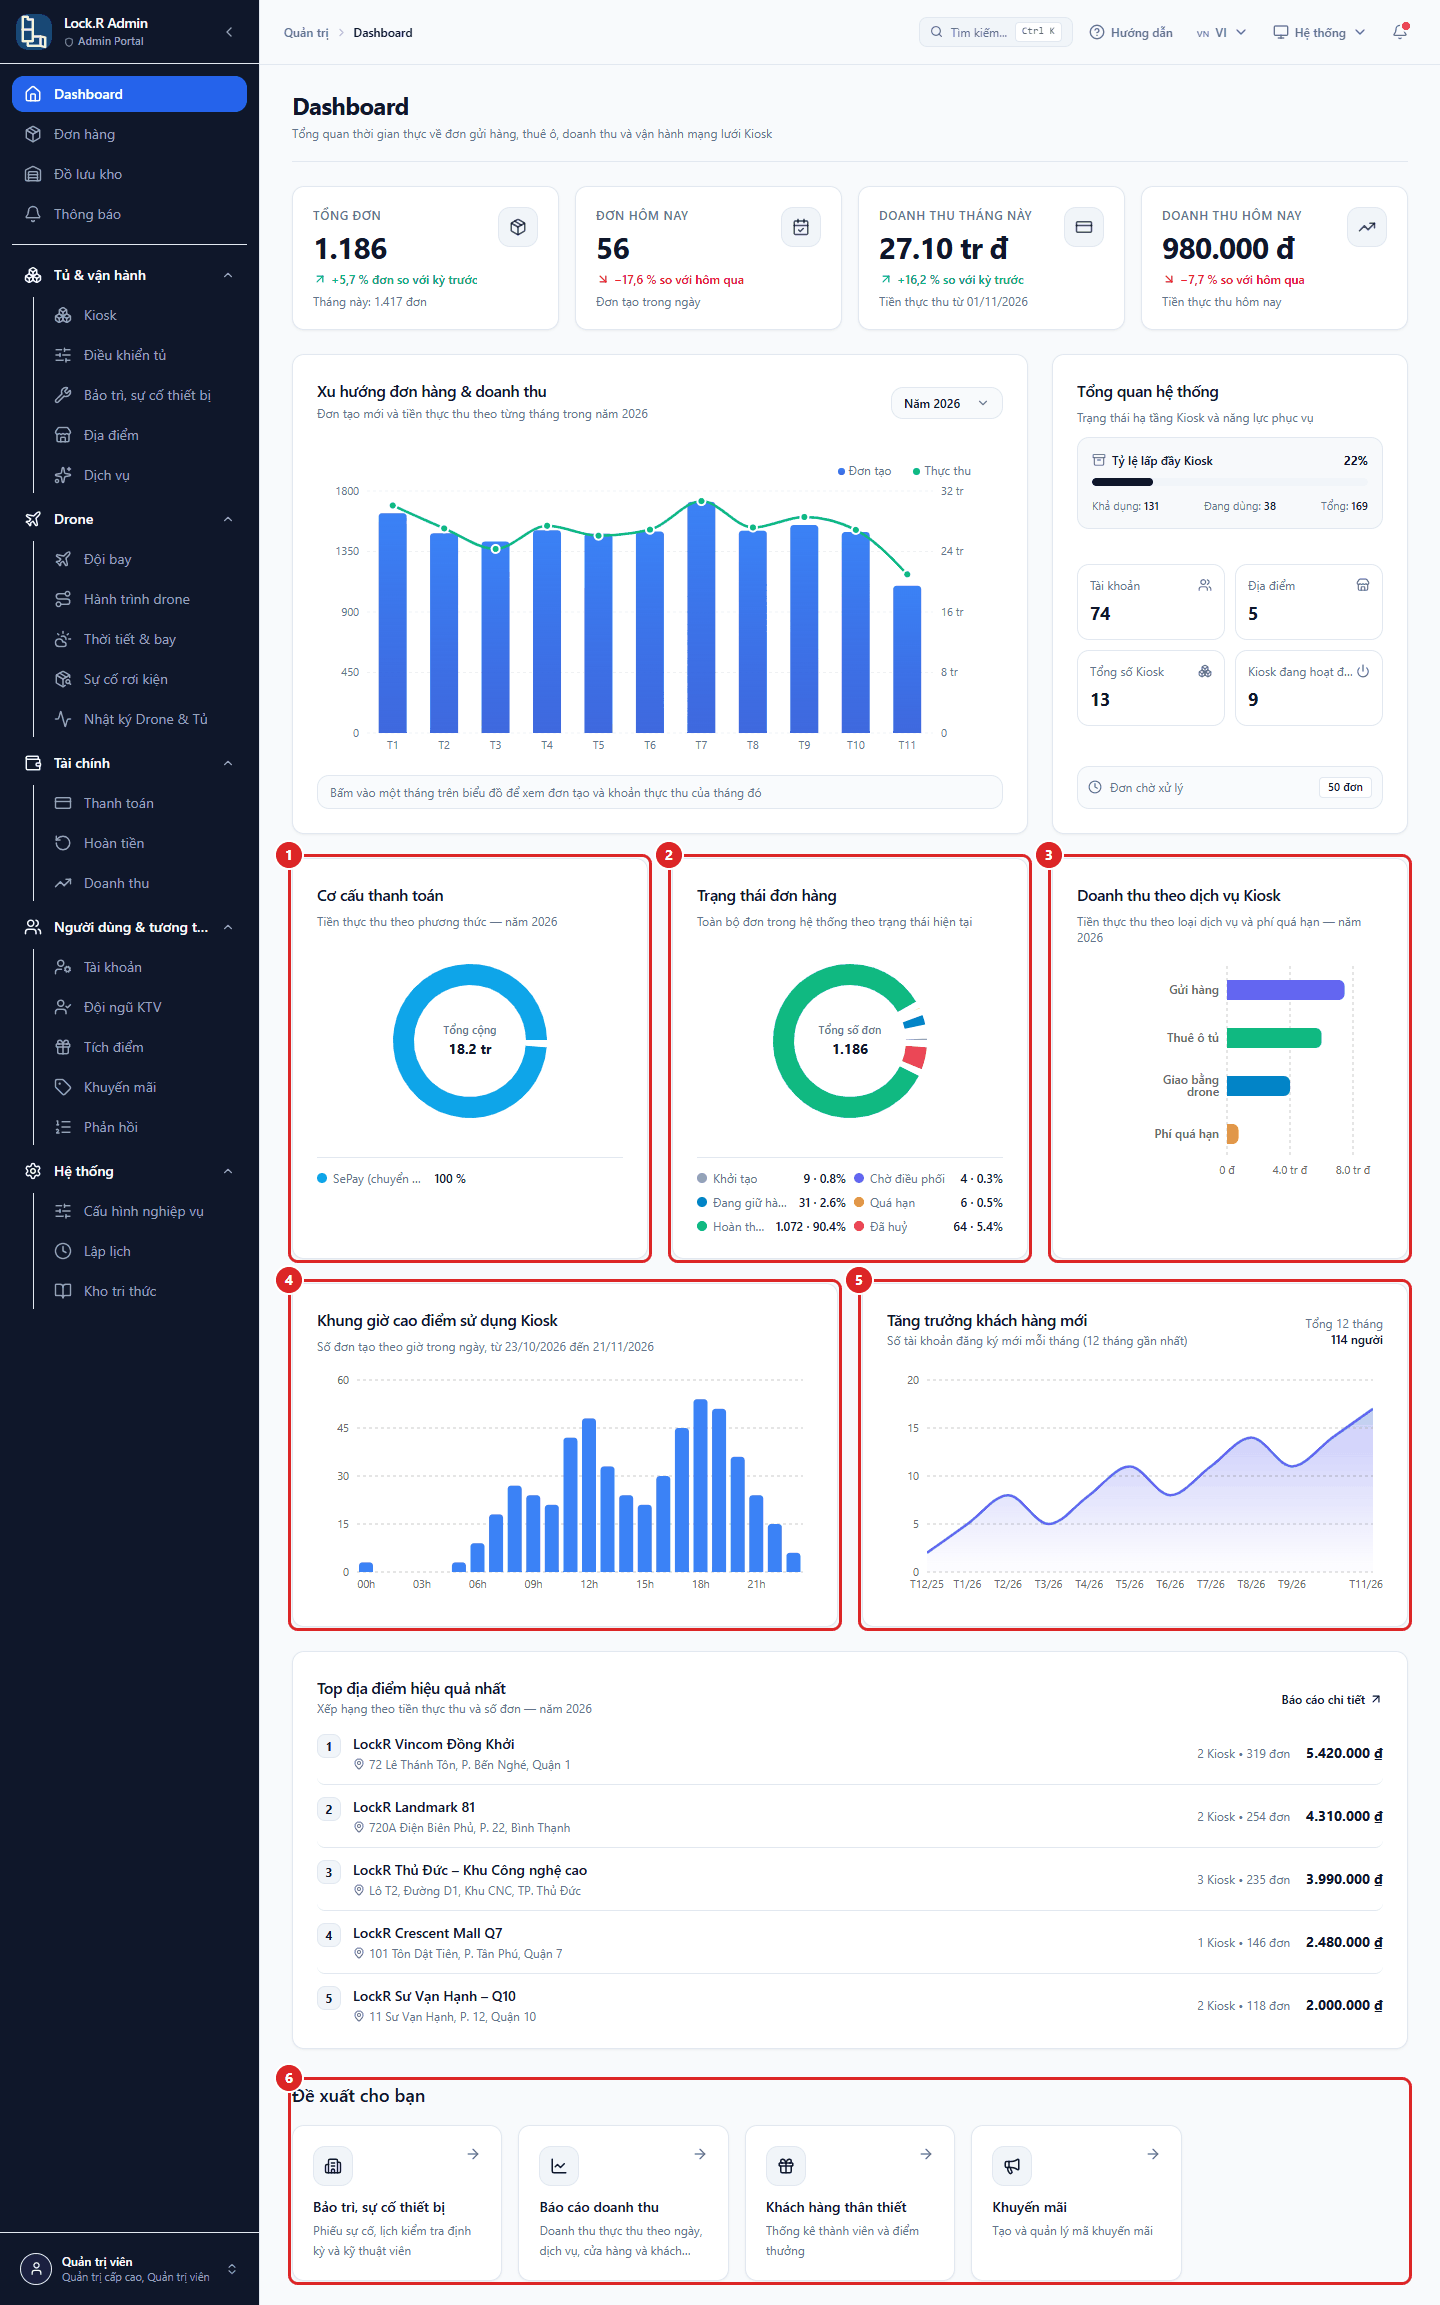 Lock.R Admin
Admin Portal
Dashboard
Đơn hàng
Đồ lưu kho
Thông báo
Tủ & vận hành
Kiosk
Điều khiển tủ
Bảo trì, sự cố thiết bị
Địa điểm
Dịch vụ
Drone
Đội bay
Hành trình drone
Thời tiết & bay
Sự cố rơi kiện
Nhật ký Drone & Tủ
Tài chính
Thanh toán
Hoàn tiền
Doanh thu
Người dùng & tương t...
Tài khoản
Đội ngũ KTV
Tích điểm
Khuyến mãi
Phản hồi
Hệ thống
Cấu hình nghiệp vụ
Lập lịch
Kho tri thức
Quản trị viên
Quản trị cấp cao, Quản trị viên
Quản trị > Dashboard
Tìm kiếm... Ctrl K
Hướng dẫn
VN VI
Hệ thống
Dashboard
Tổng quan thời gian thực về đơn gửi hàng, thuê ô, doanh thu và vận hành mạng lưới Kiosk
TỔNG ĐƠN
1.186
+5,7 % đơn so với kỳ trước
Tháng này: 1.417 đơn
ĐƠN HÔM NAY
56
−17,6 % so với hôm qua
Đơn tạo trong ngày
DOANH THU THÁNG NÀY
27.10 tr đ
+16,2 % so với kỳ trước
Tiền thực thu từ 01/11/2026
DOANH THU HÔM NAY
980.000 đ
−7,7 % so với hôm qua
Tiền thực thu hôm nay
Xu hướng đơn hàng & doanh thu
Đơn tạo mới và tiền thực thu theo từng tháng trong năm 2026
Năm 2026
Đơn tạo Thực thu
1800 32 tr
1350 24 tr
900 16 tr
450 8 tr
0 0
T1 T2 T3 T4 T5 T6 T7 T8 T9 T10 T11
Bấm vào một tháng trên biểu đồ để xem đơn tạo và khoản thực thu của tháng đó
Tổng quan hệ thống
Trạng thái hạ tầng Kiosk và năng lực phục vụ
Tỷ lệ lấp đầy Kiosk 22%
Khả dụng: 131 Đang dùng: 38 Tổng: 169
Tài khoản
74
Địa điểm
5
Tổng số Kiosk
13
Kiosk đang hoạt đ...
9
Đơn chờ xử lý 50 đơn
1
Cơ cấu thanh toán
Tiền thực thu theo phương thức — năm 2026
Tổng cộng
18.2 tr
SePay (chuyển ... 100 %
2
Trạng thái đơn hàng
Toàn bộ đơn trong hệ thống theo trạng thái hiện tại
Tổng số đơn
1.186
Khởi tạo 9 · 0.8% Chờ điều phối 4 · 0.3%
Đang giữ hà... 31 · 2.6% Quá hạn 6 · 0.5%
Hoàn th... 1.072 · 90.4% Đã huỷ 64 · 5.4%
3
Doanh thu theo dịch vụ Kiosk
Tiền thực thu theo loại dịch vụ và phí quá hạn — năm
2026
Gửi hàng
Thuê ô tủ
Giao bằng
drone
Phí quá hạn
0 đ 4.0 tr đ 8.0 tr đ
4
Khung giờ cao điểm sử dụng Kiosk
Số đơn tạo theo giờ trong ngày, từ 23/10/2026 đến 21/11/2026
60
45
30
15
0
00h 03h 06h 09h 12h 15h 18h 21h
5
Tăng trưởng khách hàng mới
Số tài khoản đăng ký mới mỗi tháng (12 tháng gần nhất)
Tổng 12 tháng
114 người
20
15
10
5
0
T12/25 T1/26 T2/26 T3/26 T4/26 T5/26 T6/26 T7/26 T8/26 T9/26 T11/26
Top địa điểm hiệu quả nhất
Xếp hạng theo tiền thực thu và số đơn — năm 2026
Báo cáo chi tiết
1 LockR Vincom Đồng Khởi
72 Lê Thánh Tôn, P. Bến Nghé, Quận 1
2 Kiosk • 319 đơn 5.420.000 ₫
2 LockR Landmark 81
720A Điện Biên Phủ, P. 22, Bình Thạnh
2 Kiosk • 254 đơn 4.310.000 ₫
3 LockR Thủ Đức – Khu Công nghệ cao
Lô T2, Đường D1, Khu CNC, TP. Thủ Đức
3 Kiosk • 235 đơn 3.990.000 ₫
4 LockR Crescent Mall Q7
101 Tôn Dật Tiên, P. Tân Phú, Quận 7
1 Kiosk • 146 đơn 2.480.000 ₫
5 LockR Sư Vạn Hạnh – Q10
11 Sư Vạn Hạnh, P. 12, Quận 10
2 Kiosk • 118 đơn 2.000.000 ₫
6
Đề xuất cho bạn
Bảo trì, sự cố thiết bị
Phiếu sự cố, lịch kiểm tra định
kỳ và kỹ thuật viên
Báo cáo doanh thu
Doanh thu thực thu theo ngày,
dịch vụ, cửa hàng và khách...
Khách hàng thân thiết
Thống kê thành viên và điểm
thưởng
Khuyến mãi
Tạo và quản lý mã khuyến mãi